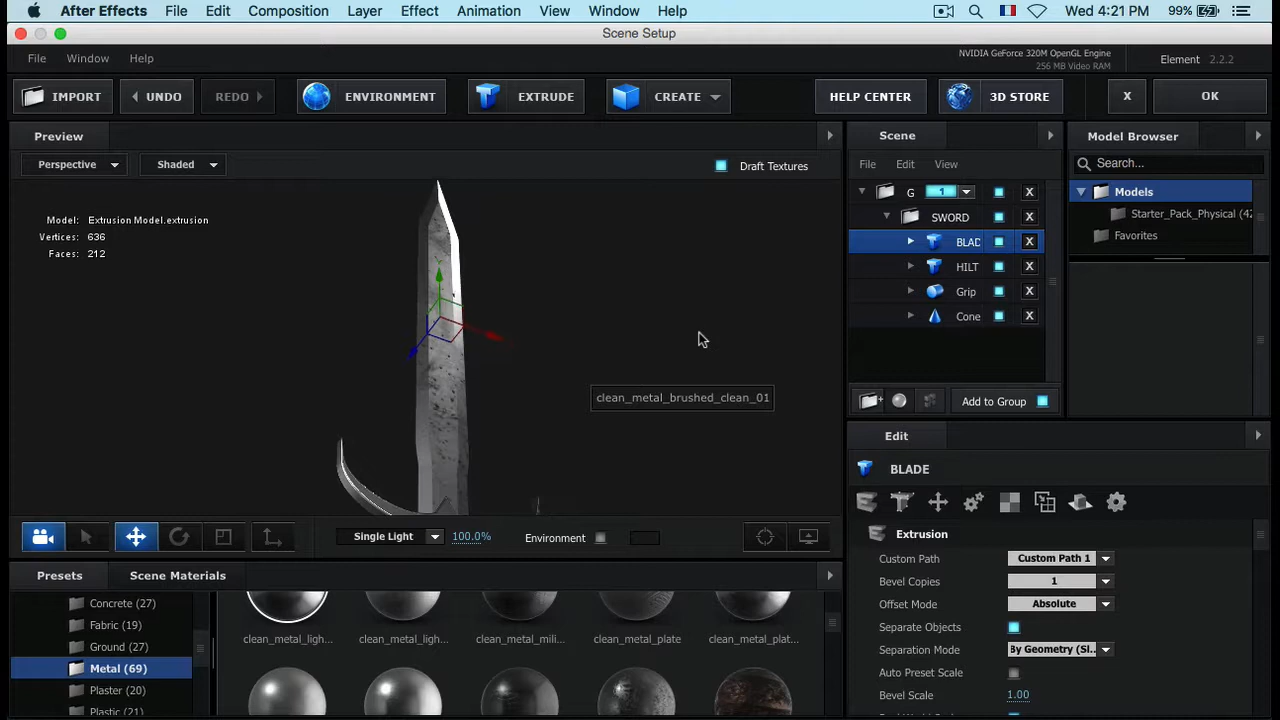 After Effects File Edit Composition Layer Effect Animation View Window Help Wed 4:21 PM 99%
Scene Setup
File Window Help NVIDIA GeForce 320M OpenGL Engine Element 2.2.2
256 MB Video RAM
IMPORT UNDO REDO ENVIRONMENT EXTRUDE CREATE HELP CENTER 3D STORE X OK
Preview Scene Model Browser
Perspective Shaded Draft Textures File Edit View Search...
G 1 X Models
Model: Extrusion Model.extrusion SWORD Starter_Pack_Physical (42
Vertices: 636 BLAD X Favorites
Faces: 212 HILT X
Y
Grip X
Cone X
clean_metal_brushed_clean_01 Add to Group
Edit
BLADE
Single Light 100.0% Environment Extrusion
Custom Path Custom Path 1
Presets Scene Materials Bevel Copies 1
Concrete (27) Offset Mode Absolute
Fabric (19) Separate Objects
Ground (27) clean_metal_ligh... clean_metal_ligh... clean_metal_mili... clean_metal_plate clean_metal_plat... Separation Mode By Geometry (Sl..
Metal (69) Auto Preset Scale
Plaster (20) Bevel Scale 1.00
Plastic (21)